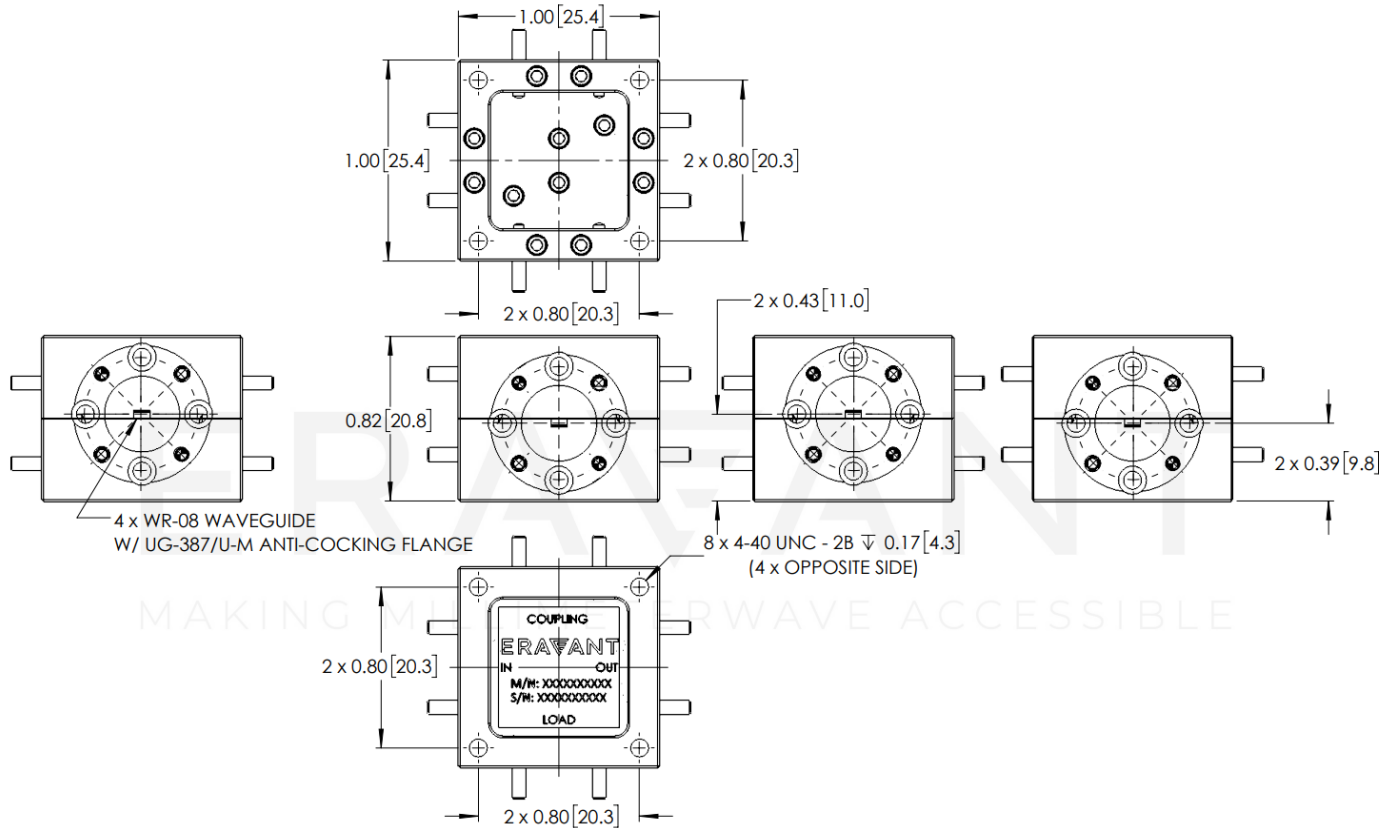 1.00[25.4]
1.00[25.4]
2 x 0.80[20.3]
2 x 0.80[20.3]
2 x 0.43[11.0]
0.82[20.8]
2 x 0.39[9.8]
4 x WR-08 WAVEGUIDE
W/ UG-387/U-M ANTI-COCKING FLANGE
8 x 4-40 UNC - 2B ↧ 0.17[4.3]
(4 x OPPOSITE SIDE)
ERAVANT
MAKING MILLIMETERWAVE ACCESSIBLE
2 x 0.80[20.3]
COUPLING
ERAVANT
IN OUT
M/N: XXXXXXXXXX
S/N: XXXXXXXXXX
LOAD
2 x 0.80[20.3]